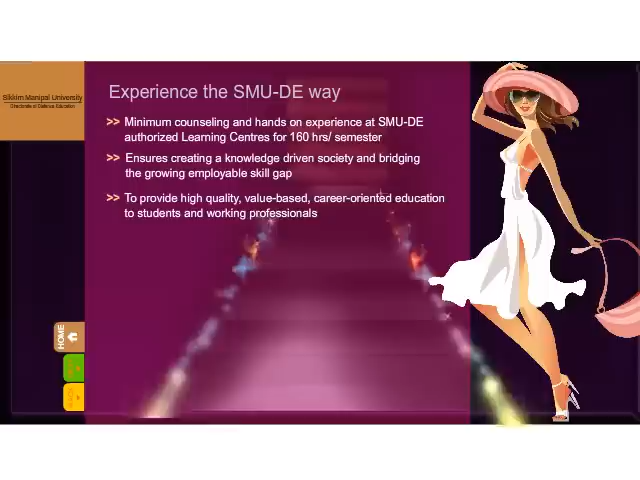 Sikkim Manipal University
Directorate of Distance Education
Experience the SMU-DE way
>> Minimum counseling and hands on experience at SMU-DE
authorized Learning Centres for 160 hrs/ semester
>> Ensures creating a knowledge driven society and bridging
the growing employable skill gap
>> To provide high quality, value-based, career-oriented education
to students and working professionals
HOME